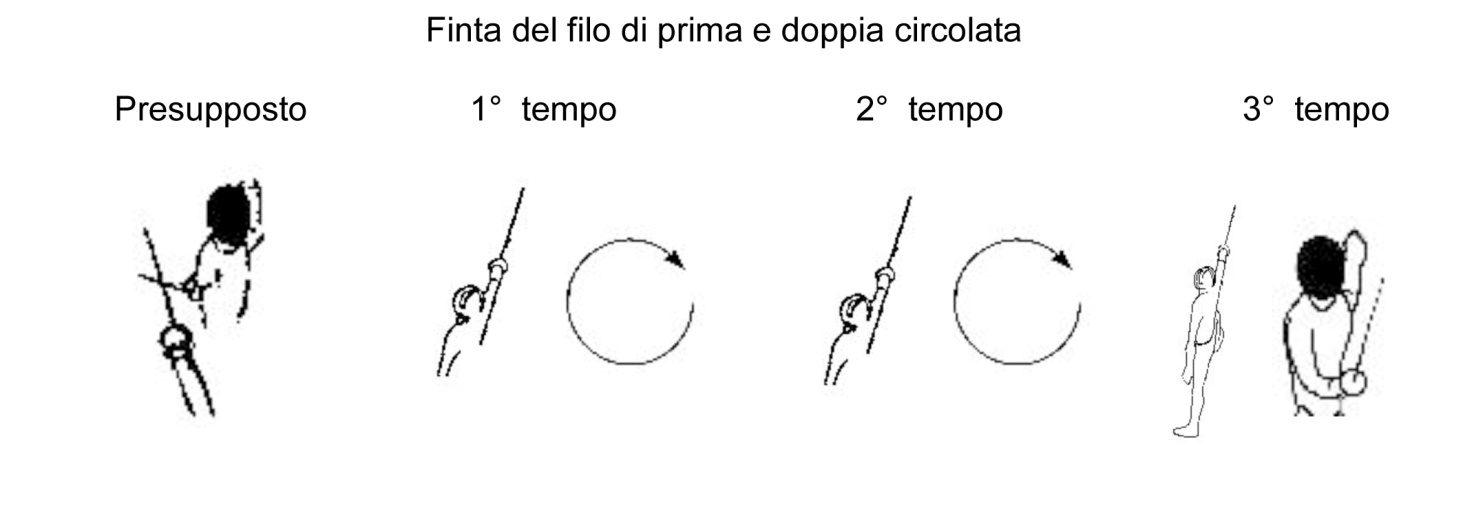 Finta del filo di prima e doppia circolata
Presupposto 1° tempo 2° tempo 3° tempo